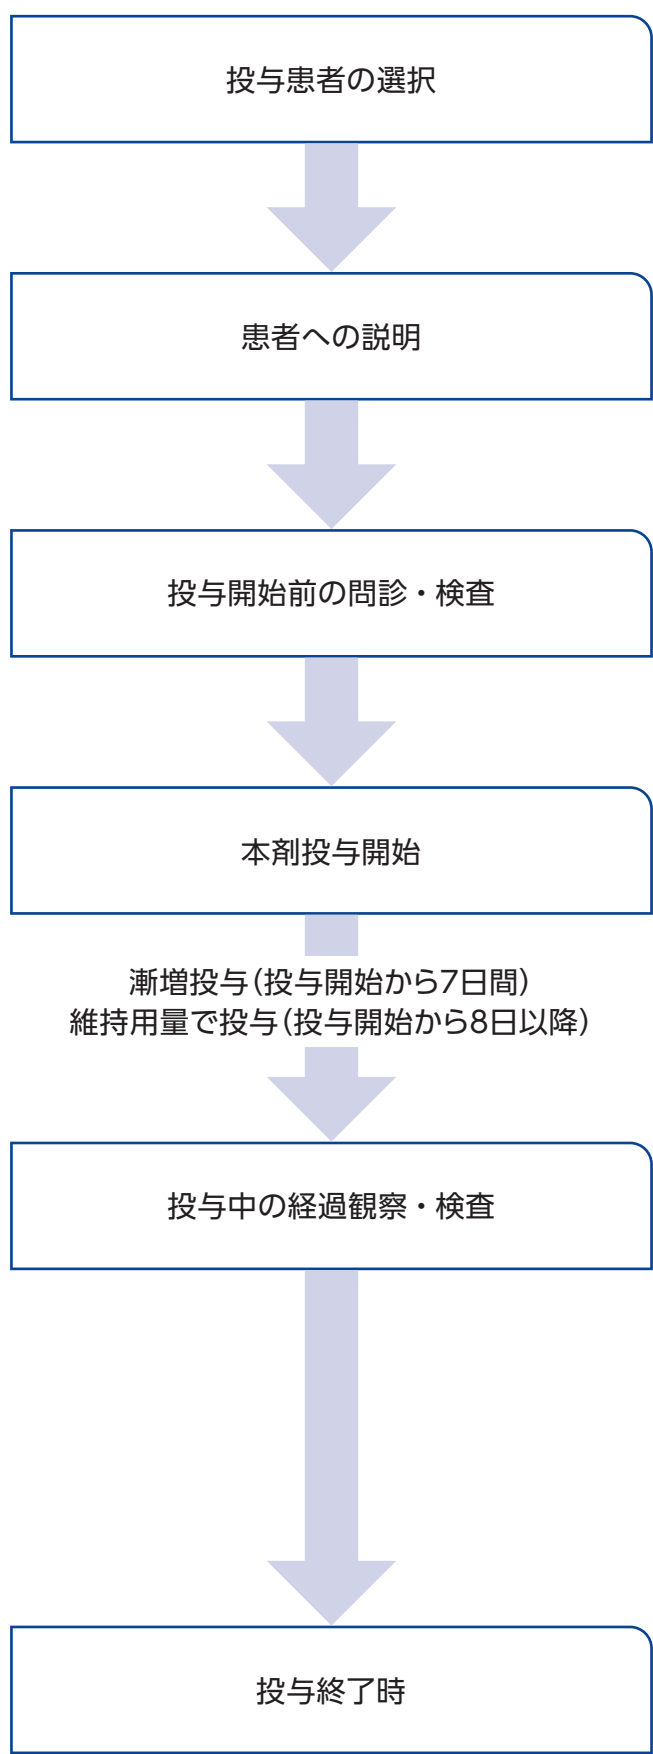 投与患者の選択
患者への説明
投与開始前の問診・検査
本剤投与開始
漸増投与(投与開始から7日間)
維持用量で投与(投与開始から8日以降)
投与中の経過観察・検査
投与終了時